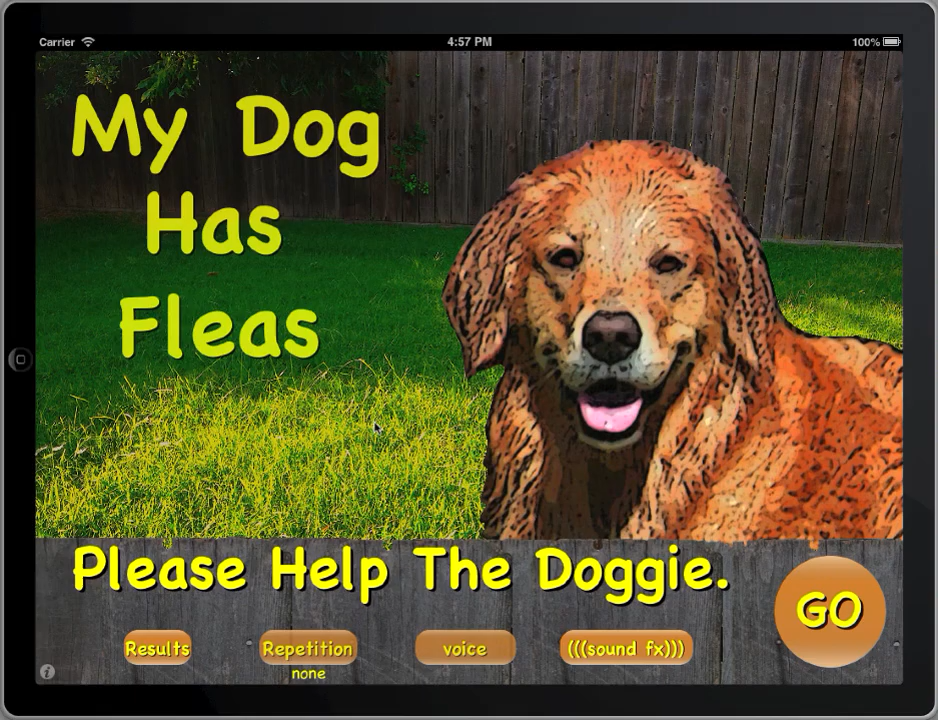 Carrier 4:57 PM 100%
My Dog
Has
Fleas
Please Help The Doggie.
GO
Results Repetition voice (((sound fx)))
none
i